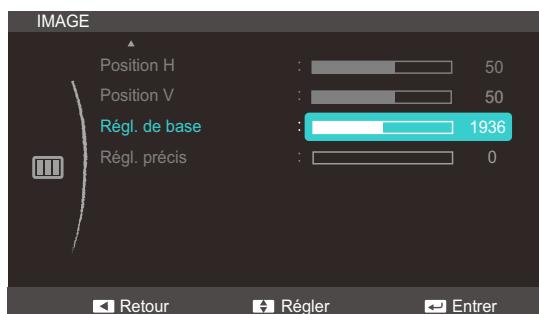 IMAGE
Position H : 50
Position V : 50
Régl. de base : 1936
Régl. précis : 0
Retour Régler Entrer